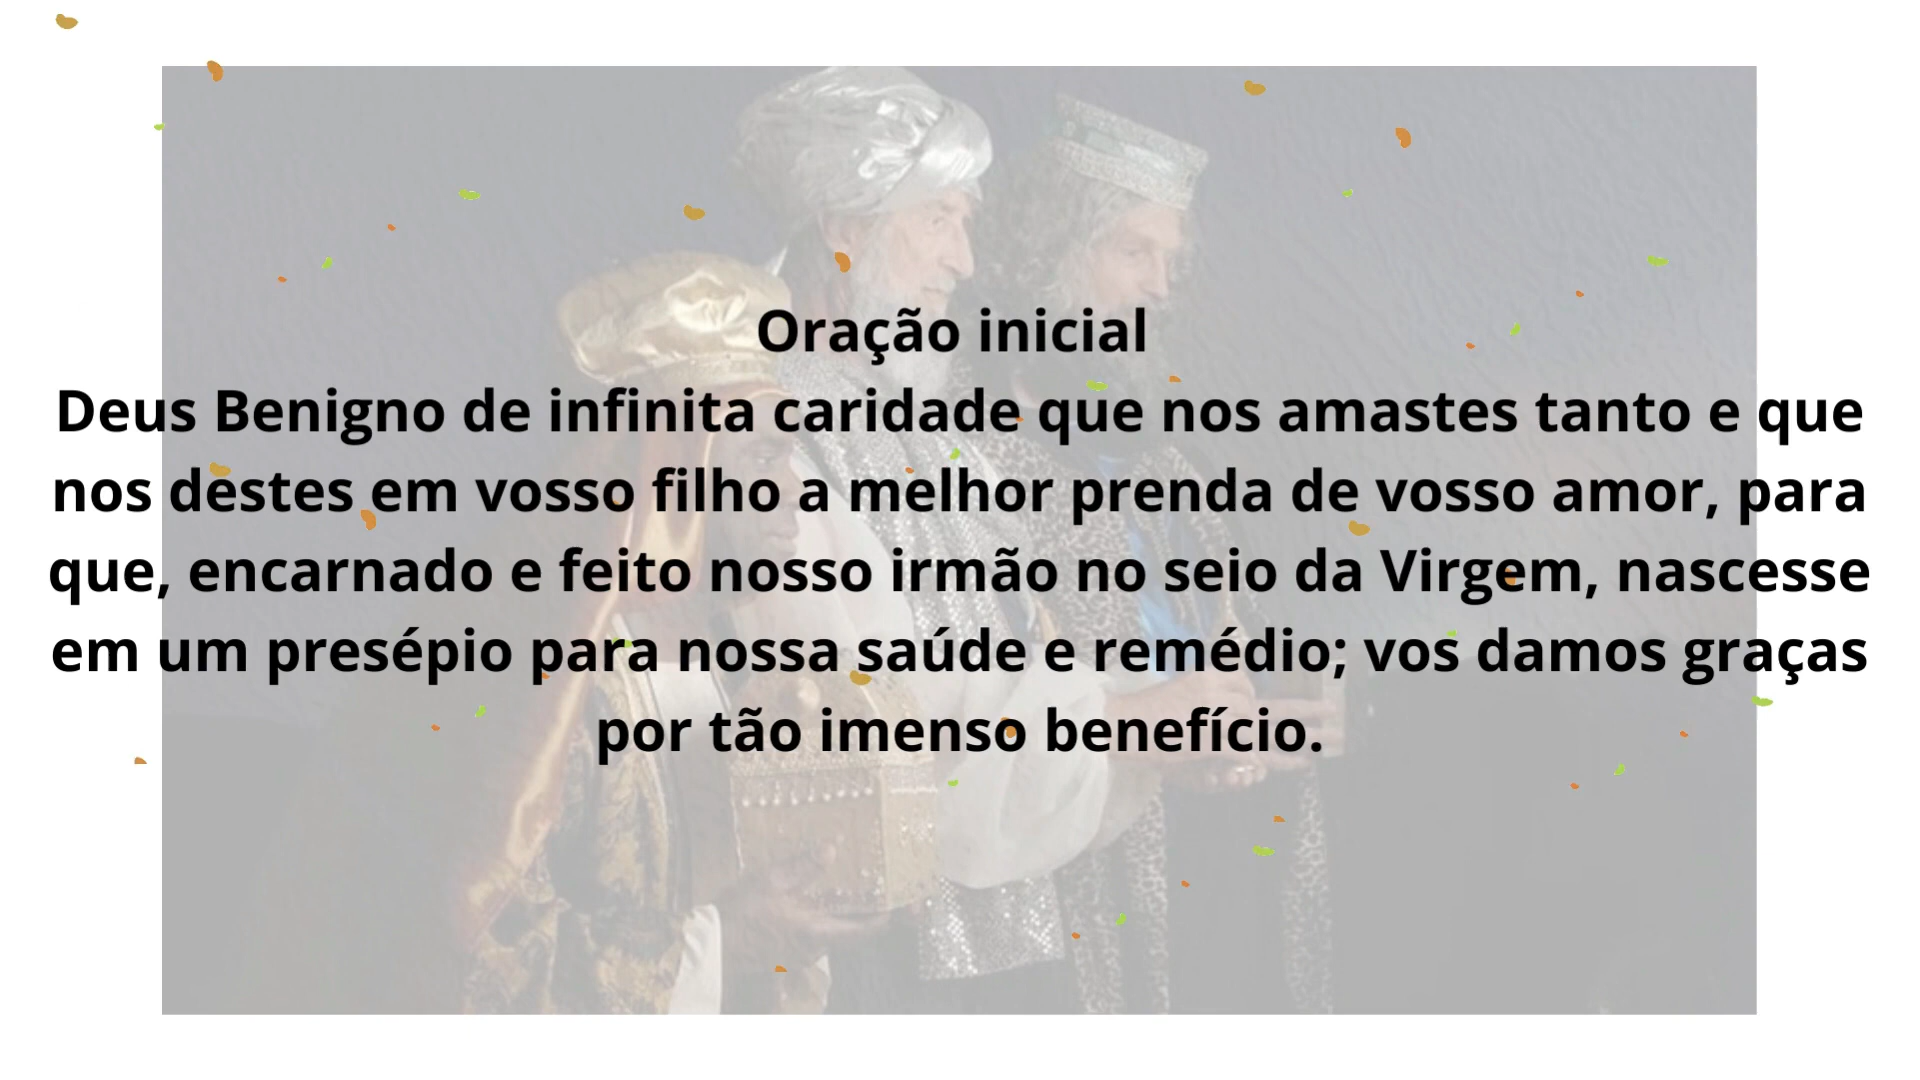 Oração inicial
Deus Benigno de infinita caridade que nos amastes tanto e que
nos destes em vosso filho a melhor prenda de vosso amor, para
que, encarnado e feito nosso irmão no seio da Virgem, nascesse
em um presépio para nossa saúde e remédio; vos damos graças
por tão imenso benefício.